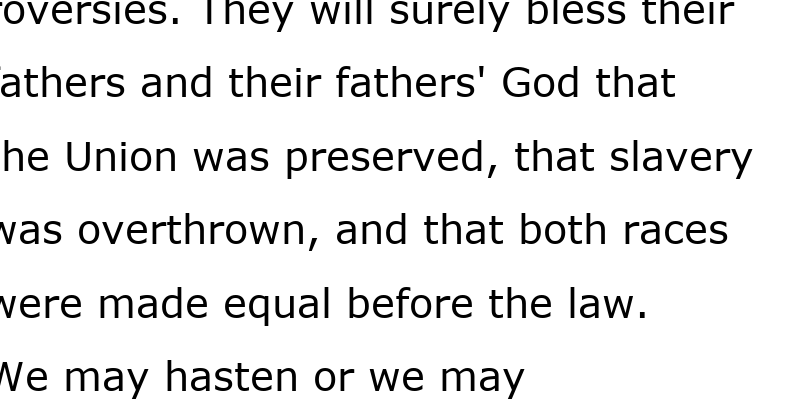 roversies. They will surely bless their
fathers and their fathers' God that
the Union was preserved, that slavery
was overthrown, and that both races
were made equal before the law.
We may hasten or we may